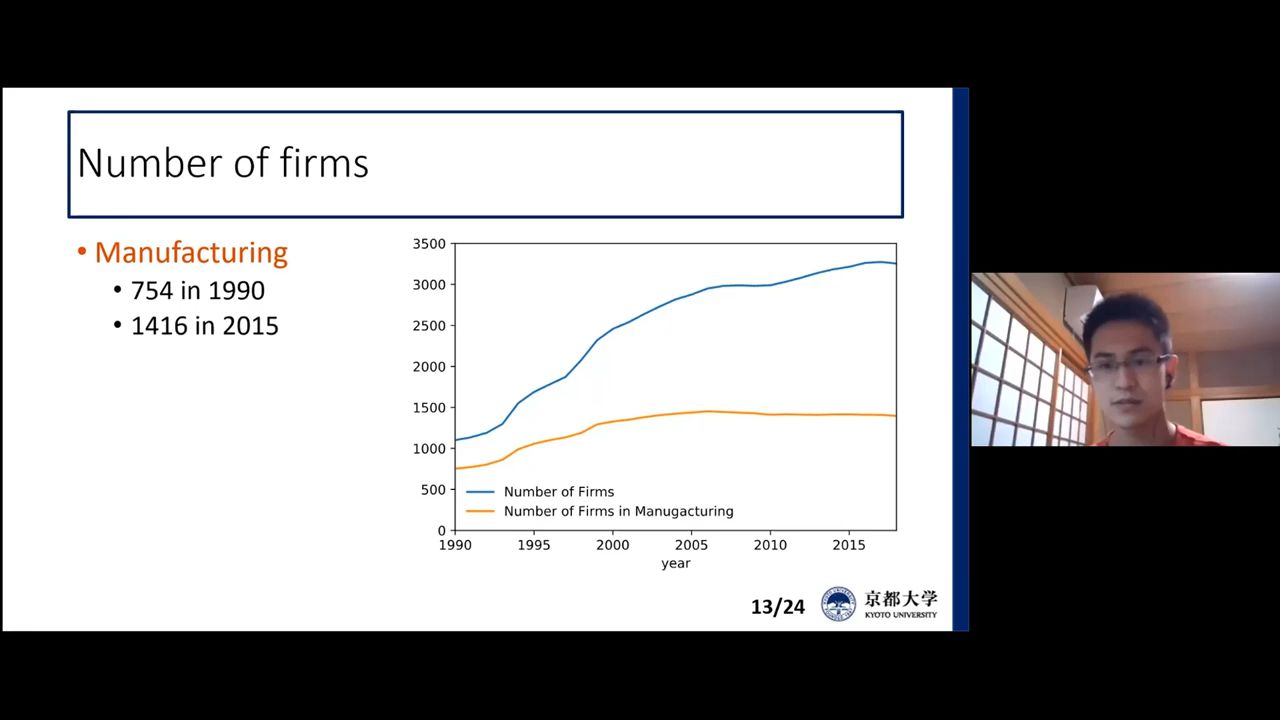 Number of firms
• Manufacturing
• 754 in 1990
• 1416 in 2015
3500
3000
2500
2000
1500
1000
500
0
Number of Firms
Number of Firms in Manugacturing
1990 1995 2000 2005 2010 2015
year
13/24
京都大学
KYOTO UNIVERSITY